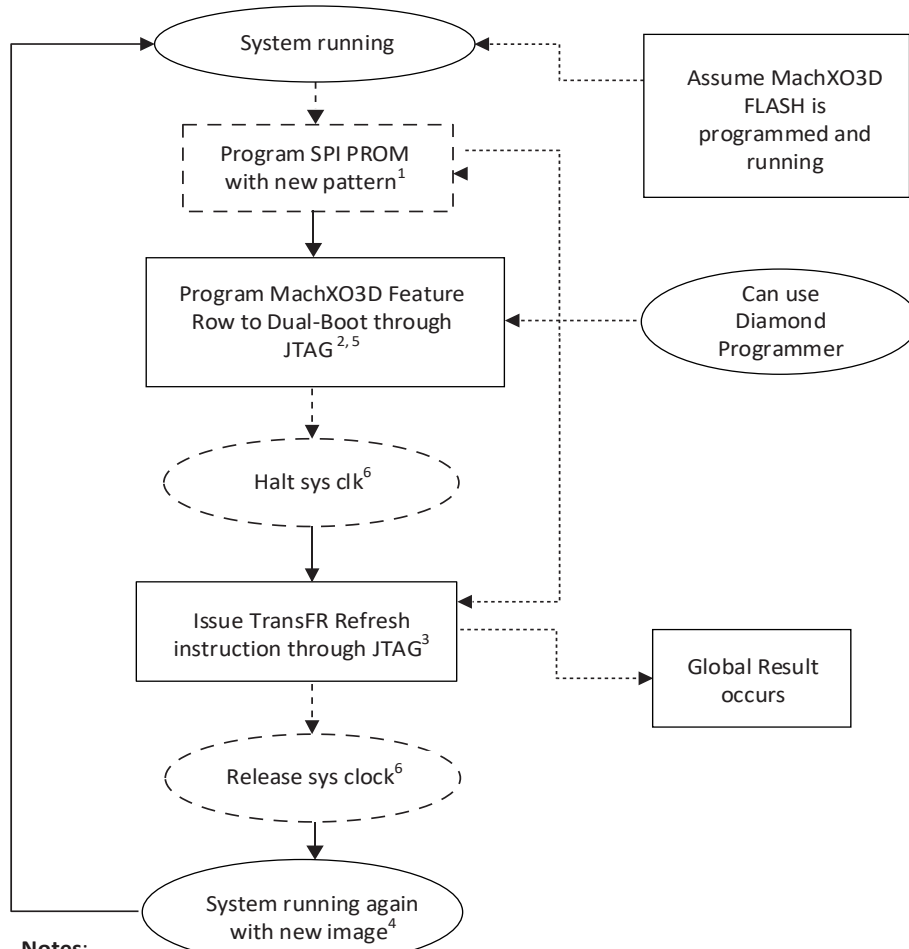 System running
Assume MachXO3D
FLASH is
programmed and
running
Program SPI PROM
with new pattern1
Program MachXO3D Feature
Row to Dual-Boot through
JTAG2, 5
Can use
Diamond
Programmer
Halt sys clk6
Issue TransFR Refresh
instruction through JTAG3
Global Result
occurs
Release sys clock6
System running again
with new image4
Notes: